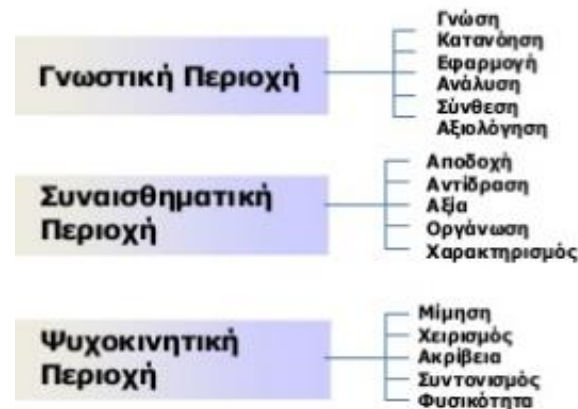 Γνωστική Περιοχή
Γνώση
Κατανόηση
Εφαρμογή
Ανάλυση
Σύνθεση
Αξιολόγηση
Συναισθηματική
Περιοχή
Αποδοχή
Αντίδραση
Αξία
Οργάνωση
Χαρακτηρισμός
Ψυχοκινητική
Περιοχή
Μίμηση
Χειρισμός
Ακρίβεια
Συντονισμός
Φυσικότητα